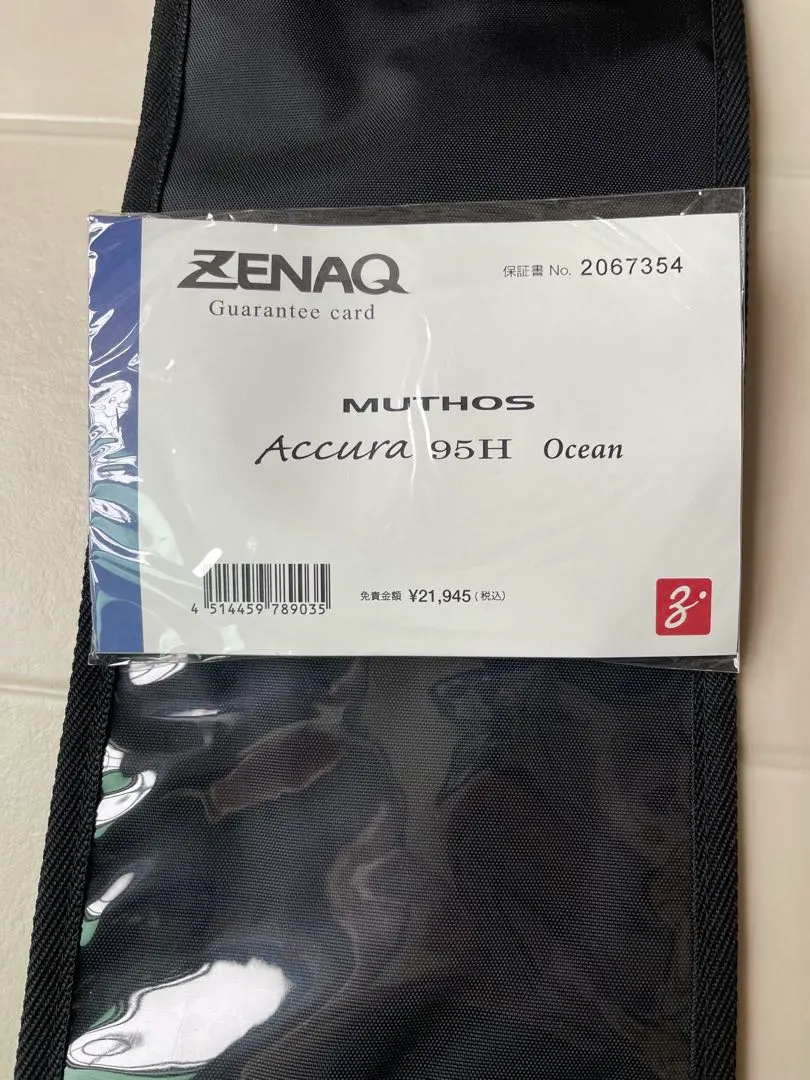 ZENAQ
Guarantee card
保証書 No. 2067354
MUTHOS
Accura 95H Ocean
4 514459 789035
免責金額 ¥21,945 (税込)